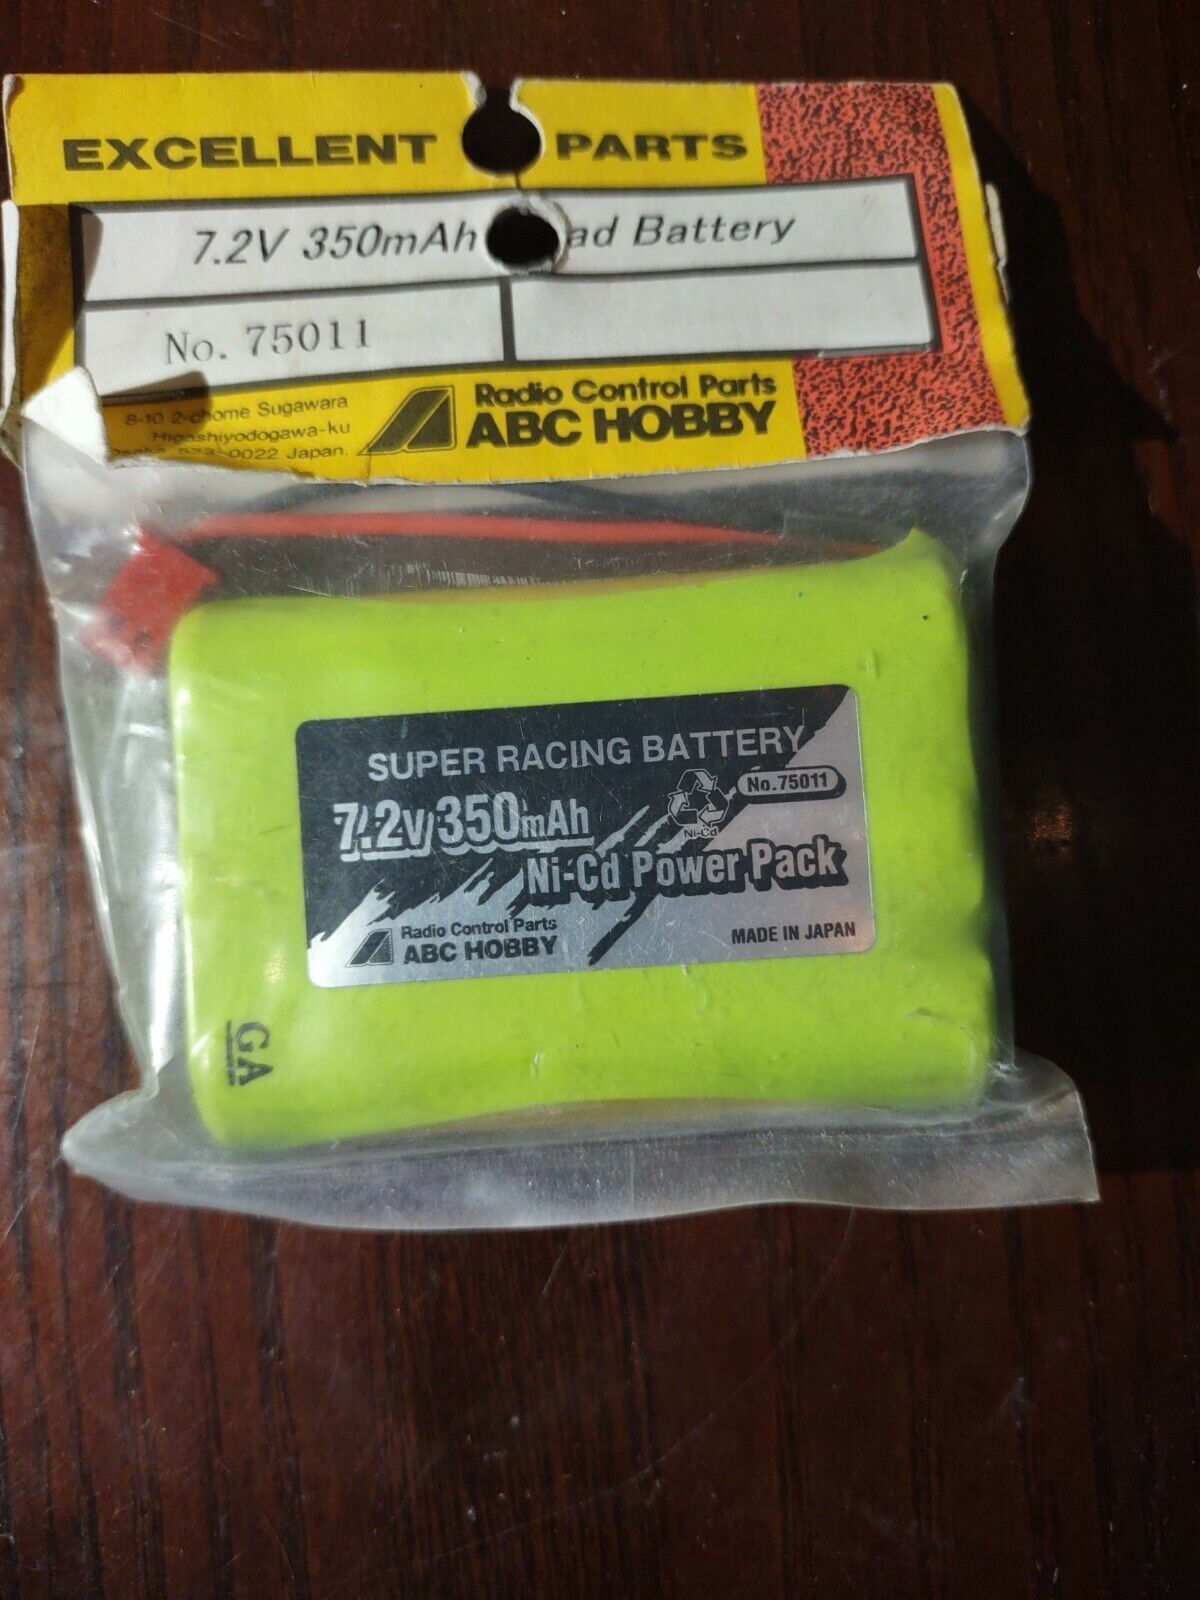 EXCELLENT PARTS
7.2V 350mAh ad Battery
No. 75011
8-10 2-chome Sugawara
Higashiyodogawa-ku
0022 Japan.
Radio Control Parts
ABC HOBBY
SUPER RACING BATTERY
No.75011
7.2V/350mAh
Ni-Cd
Ni-Cd Power Pack
Radio Control Parts
ABC HOBBY
MADE IN JAPAN
GA